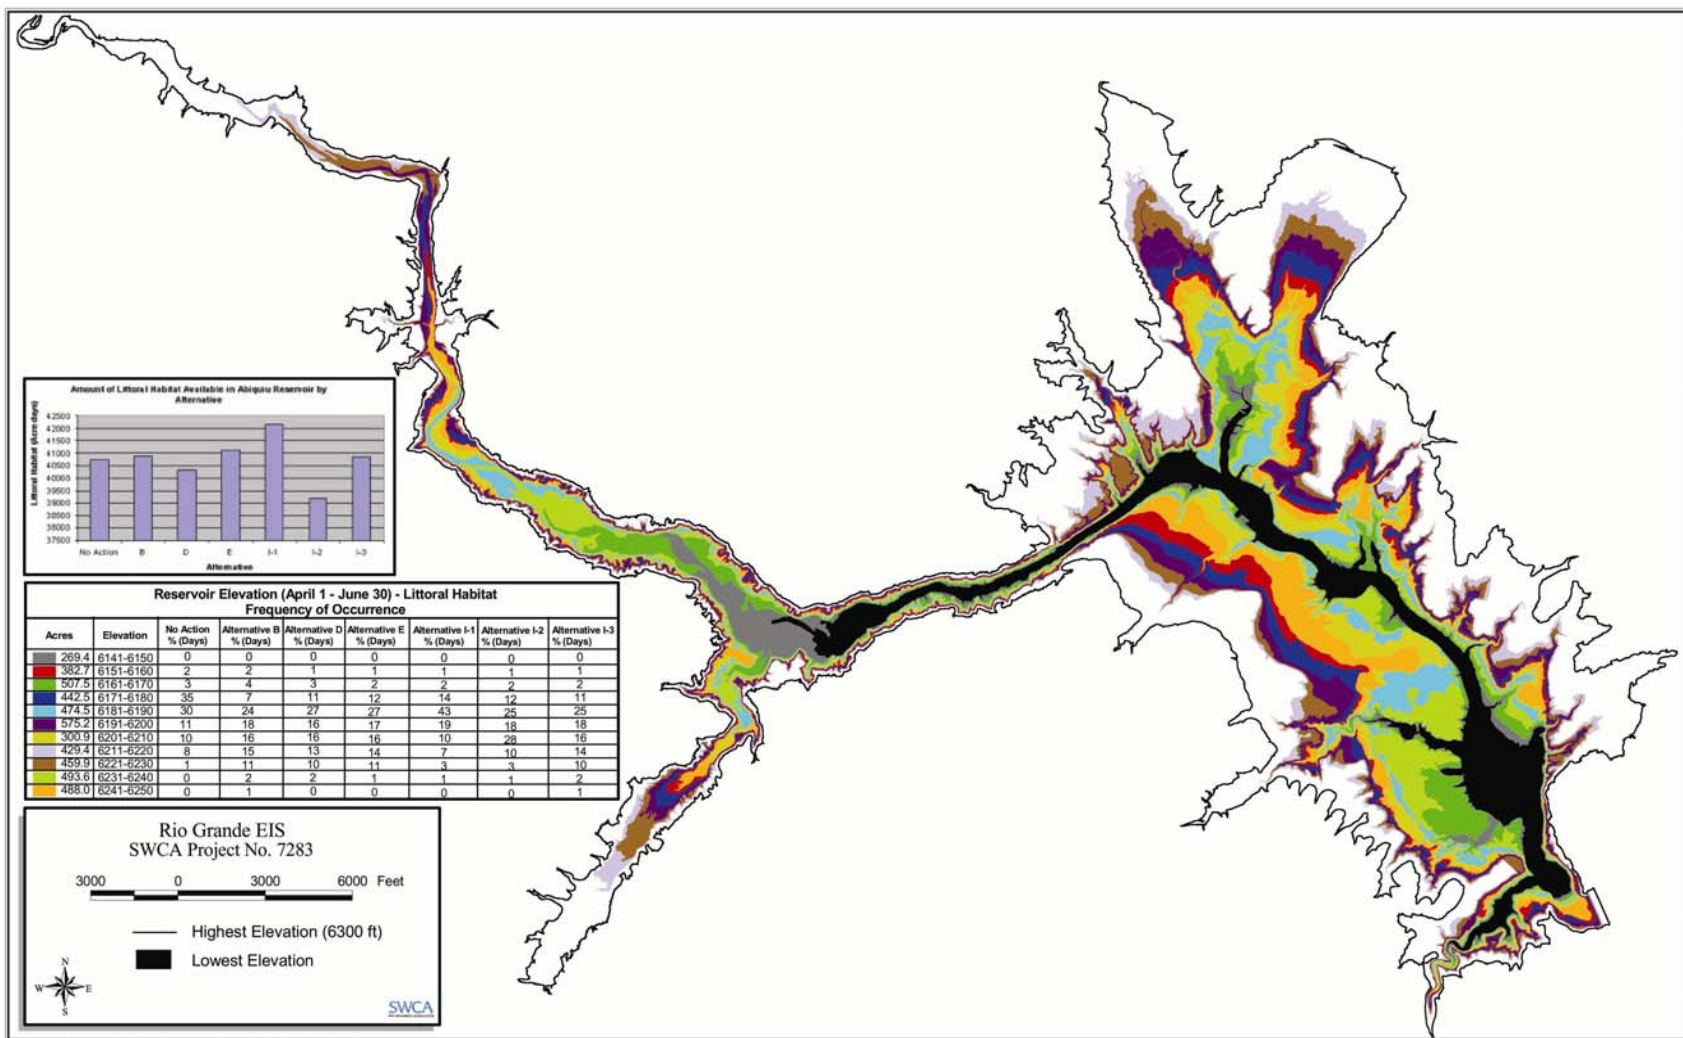 Amount of Littoral Habitat Available in Abiquiu Reservoir by
Alternative
Littoral Habitat (Acre days)
42500
42000
41500
41000
40500
40000
39500
39000
38500
38000
37500
No Action B D E I-1 I-2 I-3
Alternative
Reservoir Elevation (April 1 - June 30) - Littoral Habitat
Frequency of Occurrence
Acres Elevation No Action % (Days) Alternative B % (Days) Alternative D % (Days) Alternative E % (Days) Alternative I-1 % (Days) Alternative I-2 % (Days) Alternative I-3 % (Days)
269.4 6141-6150 0 0 0 0 0 0 0
382.7 6151-6160 2 2 1 1 1 1 1
507.5 6161-6170 3 4 3 2 2 2 2
442.5 6171-6180 35 7 11 12 14 12 11
474.5 6181-6190 30 24 27 27 43 25 25
575.2 6191-6200 11 18 16 17 19 18 18
300.9 6201-6210 10 16 16 16 10 28 16
429.4 6211-6220 8 15 13 14 7 10 14
459.9 6221-6230 1 11 10 11 3 3 10
493.6 6231-6240 0 2 2 1 1 1 2
488.0 6241-6250 0 1 0 0 0 0 1
Rio Grande EIS
SWCA Project No. 7283
3000 0 3000 6000 Feet
Highest Elevation (6300 ft)
Lowest Elevation
N
W E
S
SWCA